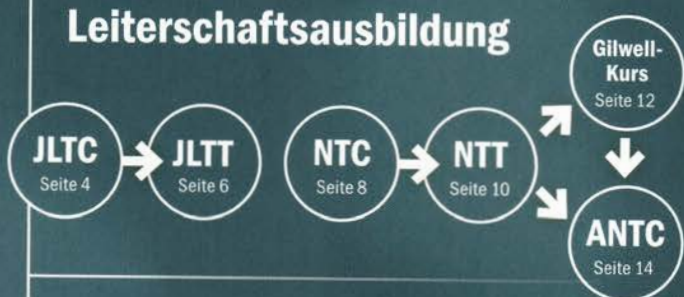 Leiterschaftsausbildung
JLTC
Seite 4
JLTT
Seite 6
NTC
Seite 8
NTT
Seite 10
Gilwell-
Kurs
Seite 12
ANTC
Seite 14